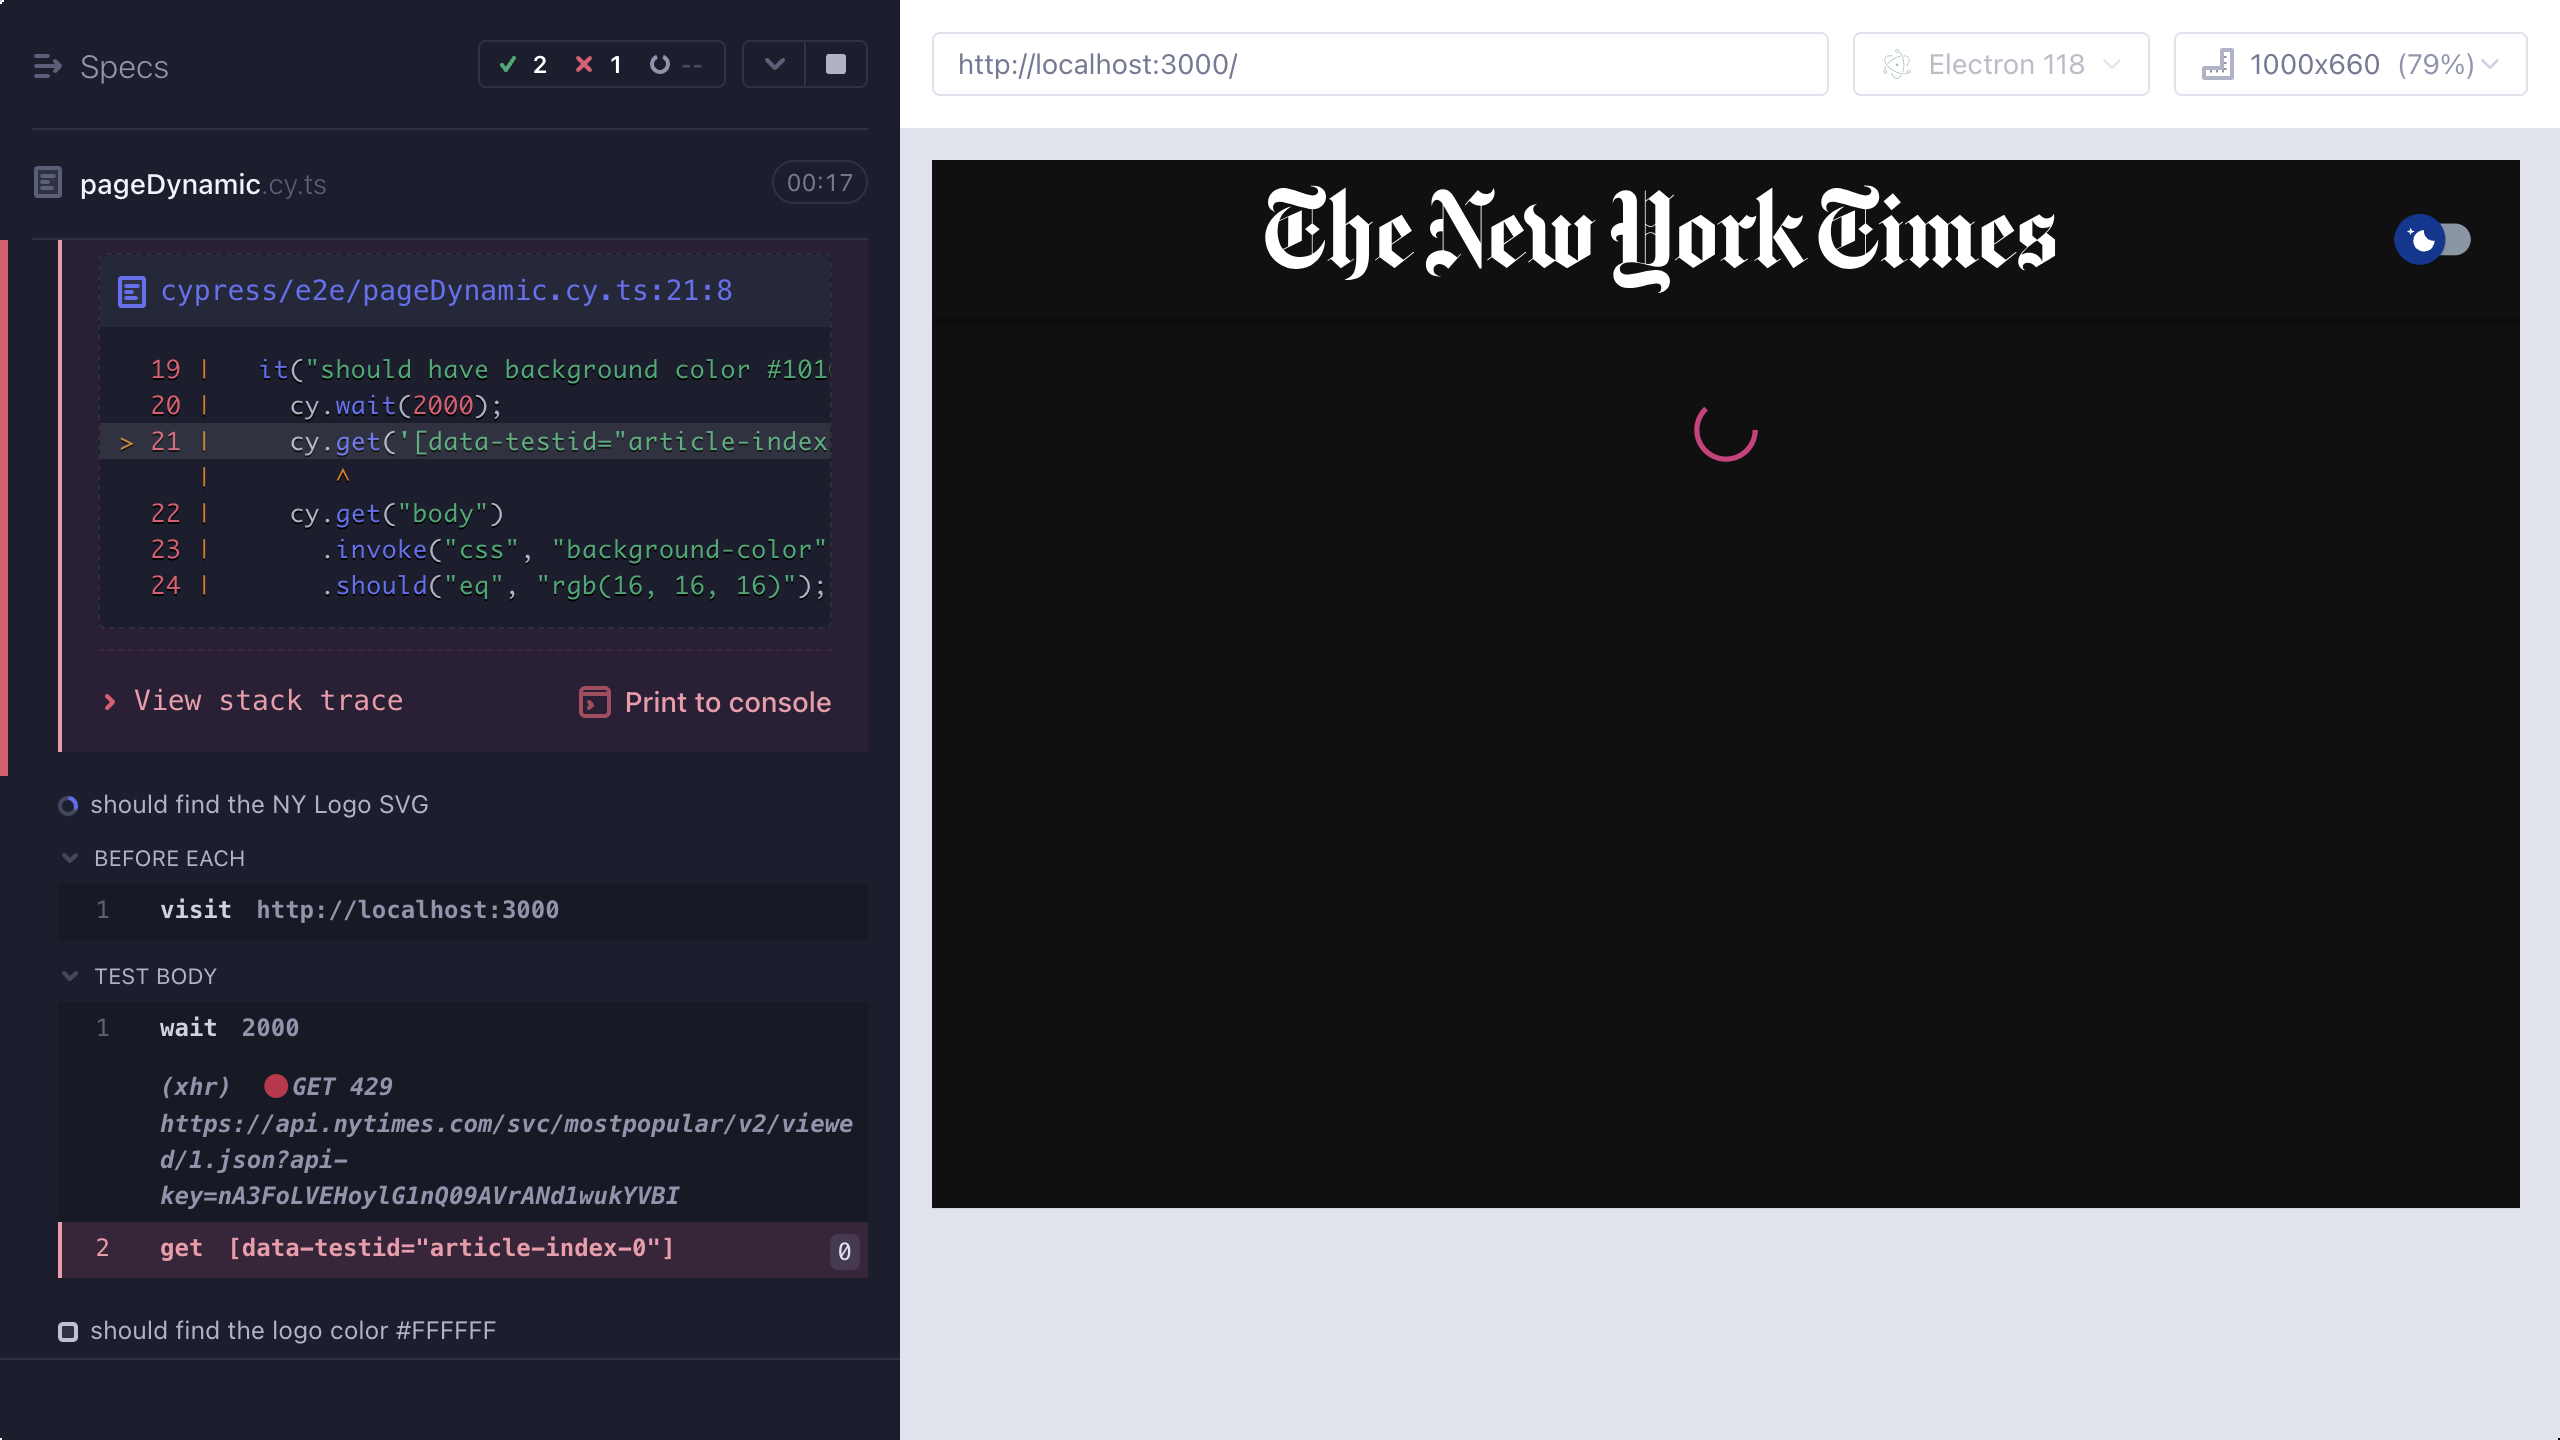 Specs
2 1 --
pageDynamic.cy.ts
00:17
cypress/e2e/pageDynamic.cy.ts:21:8
19 | it("should have background color #101
20 | cy.wait(2000);
> 21 | cy.get('[data-testid="article-index
| ^
22 | cy.get("body")
23 | .invoke("css", "background-color"
24 | .should("eq", "rgb(16, 16, 16)");
View stack trace
Print to console
should find the NY Logo SVG
BEFORE EACH
1 visit http://localhost:3000
TEST BODY
1 wait 2000
(xhr) GET 429
https://api.nytimes.com/svc/mostpopular/v2/viewe
d/1.json?api-
key=nA3FoLVEHoylG1nQ09AVrANd1wukYVBI
2 get [data-testid="article-index-0"] 0
should find the logo color #FFFFFF
http://localhost:3000/
Electron 118
1000x660 (79%)
The New York Times